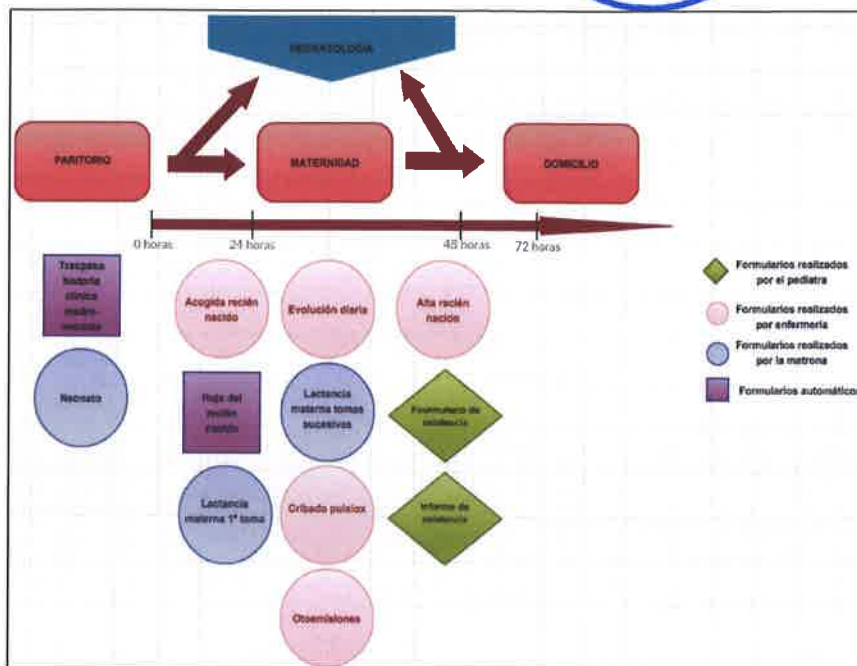 NEONATOLOGÍA
PARITORIO
MATERNIDAD
DOMICILIO
0 horas
24 horas
48 horas
72 horas
Traspasa
historia
clínica
madre-
neonato
Acogida recién
nacido
Evolución diaria
Alta recién
nacido
Neonato
Hoja del
recién
nacido
Lactancia
materna tomas
sucesivas
Formulario de
asistencia
Lactancia
materna 1ª toma
Cribado pulsiox
Informe de
asistencia
Otoemisiones
Formularios realizados
por el pediatra
Formularios realizados
por enfermería
Formularios realizados
por la matrona
Formularios automáticos